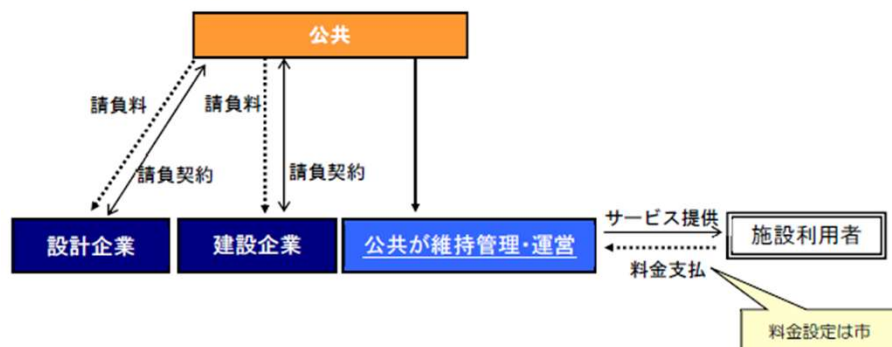 公共
請負料
請負料
請負契約
請負契約
設計企業
建設企業
公共が維持管理・運営
サービス提供
料金支払
施設利用者
料金設定は市